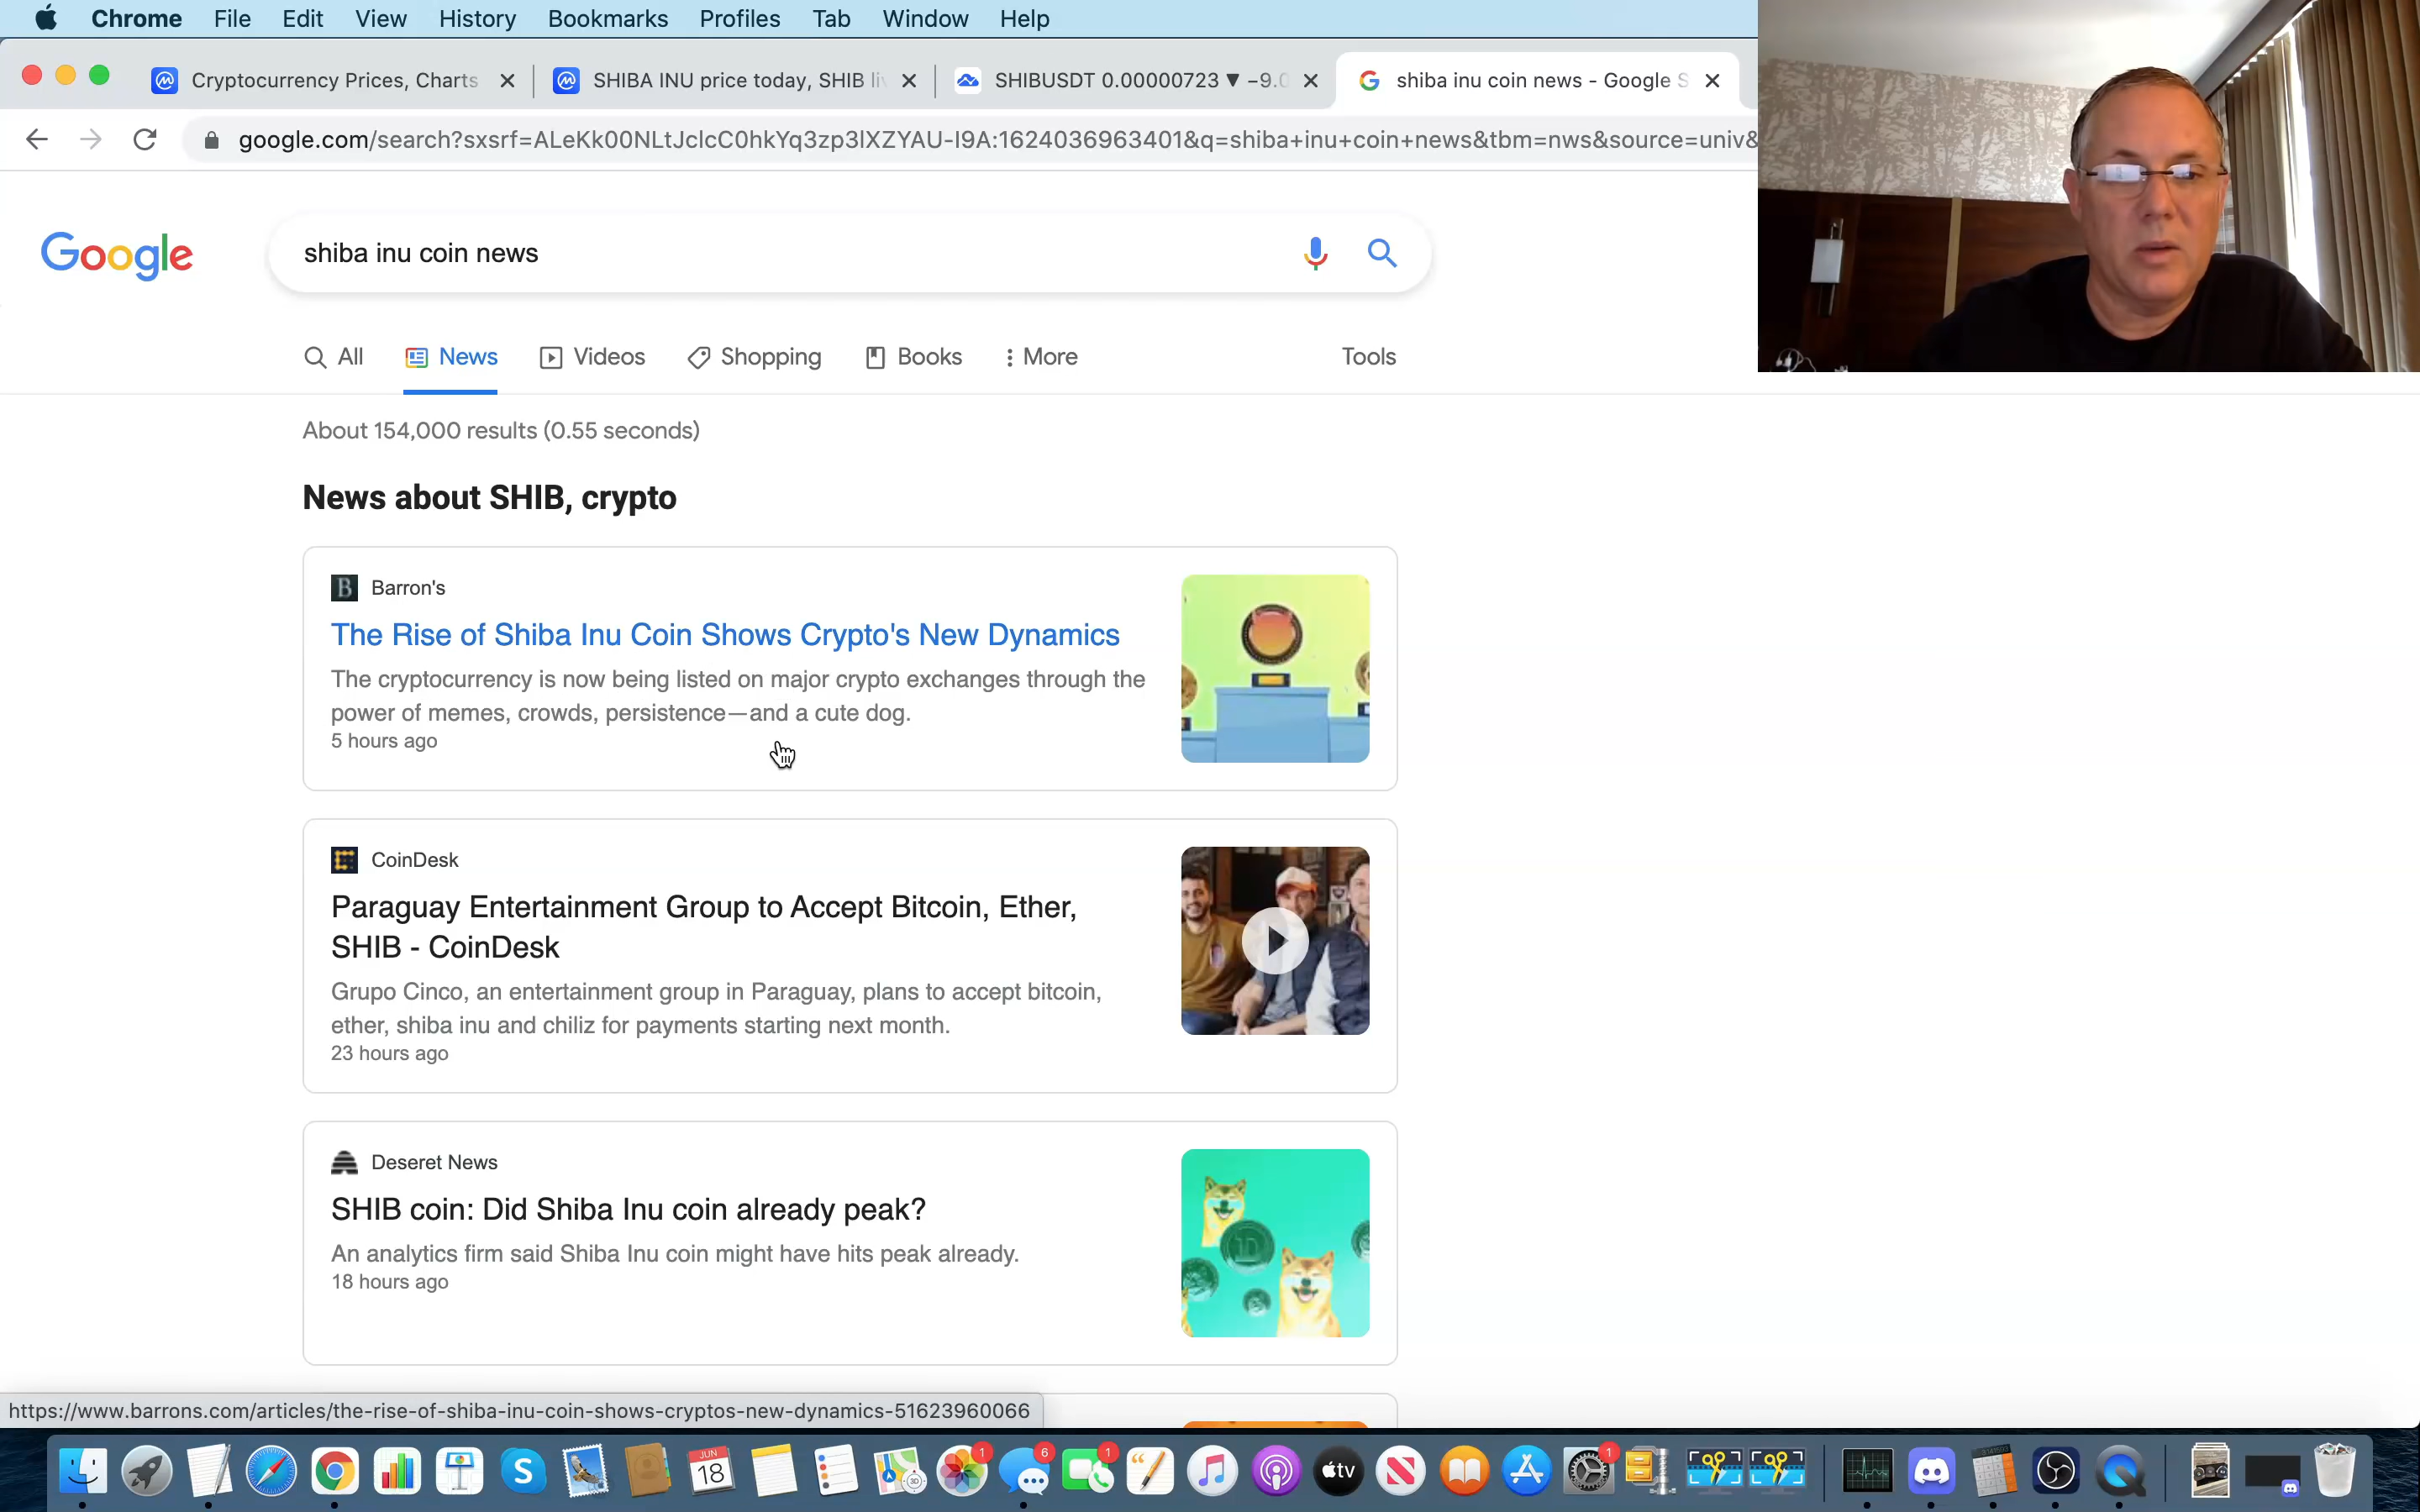 Chrome File Edit View History Bookmarks Profiles Tab Window Help
Cryptocurrency Prices, Charts
SHIBA INU price today, SHIB li
SHIBUSDT 0.00000723 ▼ −9.0
shiba inu coin news - Google S
google.com/search?sxsrf=ALeKk00NLtJclcC0hkYq3zp3lXZYAU-I9A:1624036963401&q=shiba+inu+coin+news&tbm=nws&source=univ&
Google
shiba inu coin news
All News Videos Shopping Books More Tools
About 154,000 results (0.55 seconds)
News about SHIB, crypto
B Barron's
The Rise of Shiba Inu Coin Shows Crypto's New Dynamics
The cryptocurrency is now being listed on major crypto exchanges through the
power of memes, crowds, persistence—and a cute dog.
5 hours ago
CoinDesk
Paraguay Entertainment Group to Accept Bitcoin, Ether,
SHIB - CoinDesk
Grupo Cinco, an entertainment group in Paraguay, plans to accept bitcoin,
ether, shiba inu and chiliz for payments starting next month.
23 hours ago
Deseret News
SHIB coin: Did Shiba Inu coin already peak?
An analytics firm said Shiba Inu coin might have hits peak already.
18 hours ago
https://www.barrons.com/articles/the-rise-of-shiba-inu-coin-shows-cryptos-new-dynamics-51623960066
JUN
18
3D
1
6
1
tv
1